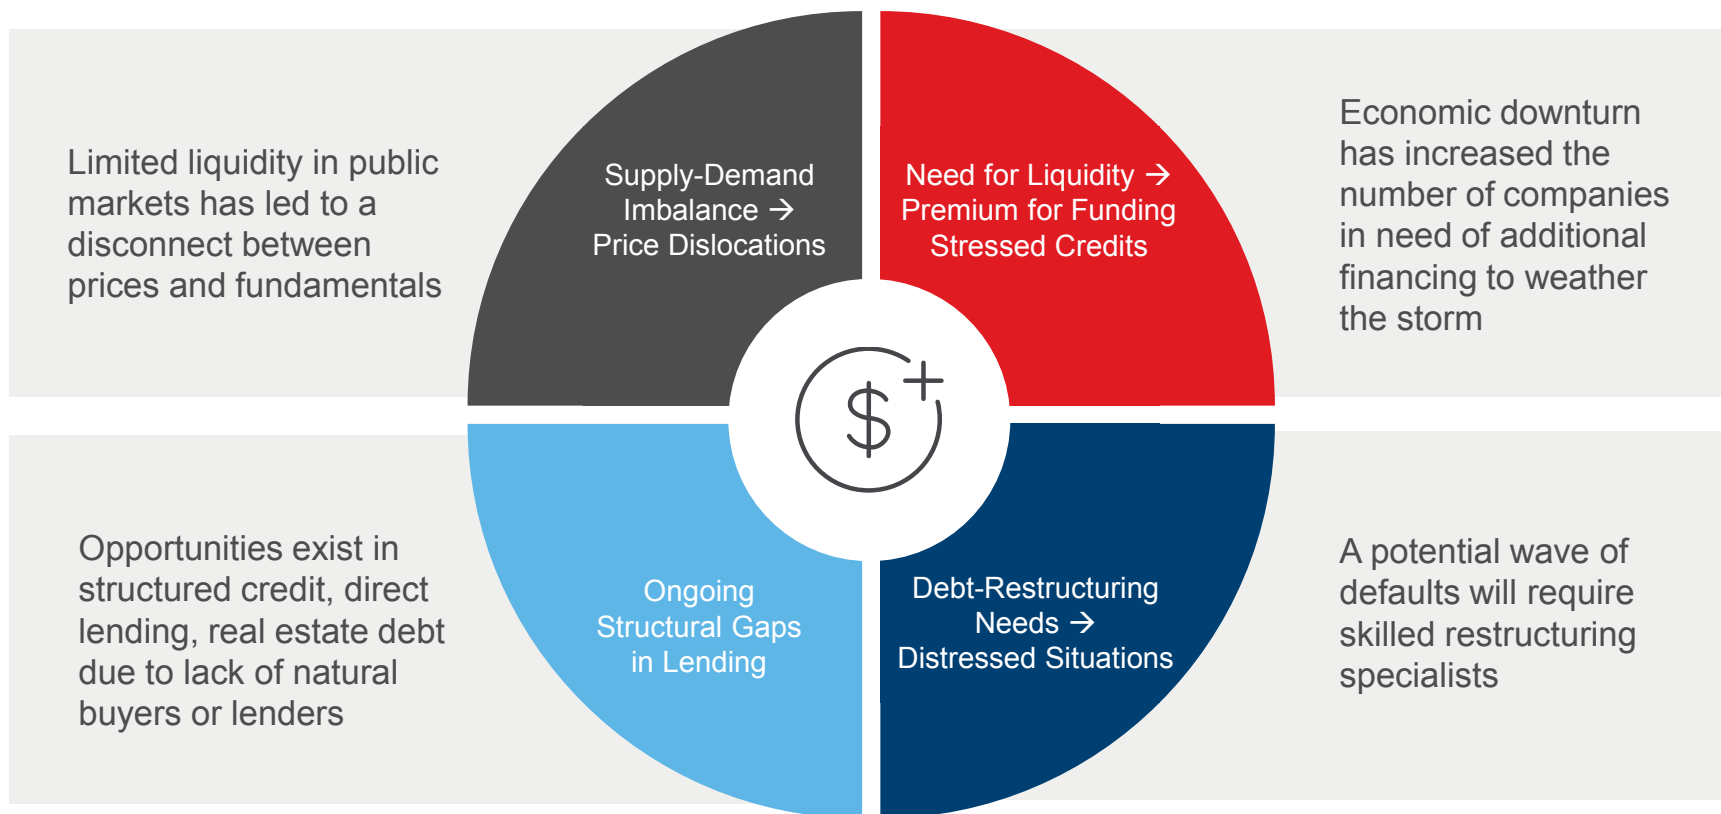 Limited liquidity in public
markets has led to a
disconnect between
prices and fundamentals
Supply-Demand
Imbalance →
Price Dislocations
Need for Liquidity →
Premium for Funding
Stressed Credits
Economic downturn
has increased the
number of companies
in need of additional
financing to weather
the storm
$
Opportunities exist in
structured credit, direct
lending, real estate debt
due to lack of natural
buyers or lenders
Ongoing
Structural Gaps
in Lending
Debt-Restructuring
Needs →
Distressed Situations
A potential wave of
defaults will require
skilled restructuring
specialists